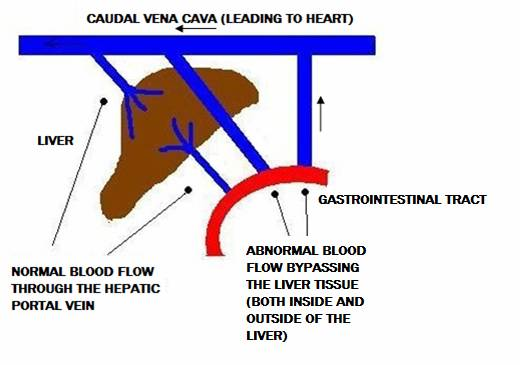 CAUDAL VENA CAVA (LEADING TO HEART)
LIVER
GASTROINTESTINAL TRACT
NORMAL BLOOD FLOW
THROUGH THE HEPATIC
PORTAL VEIN
ABNORMAL BLOOD
FLOW BYPASSING
THE LIVER TISSUE
(BOTH INSIDE AND
OUTSIDE OF THE
LIVER)